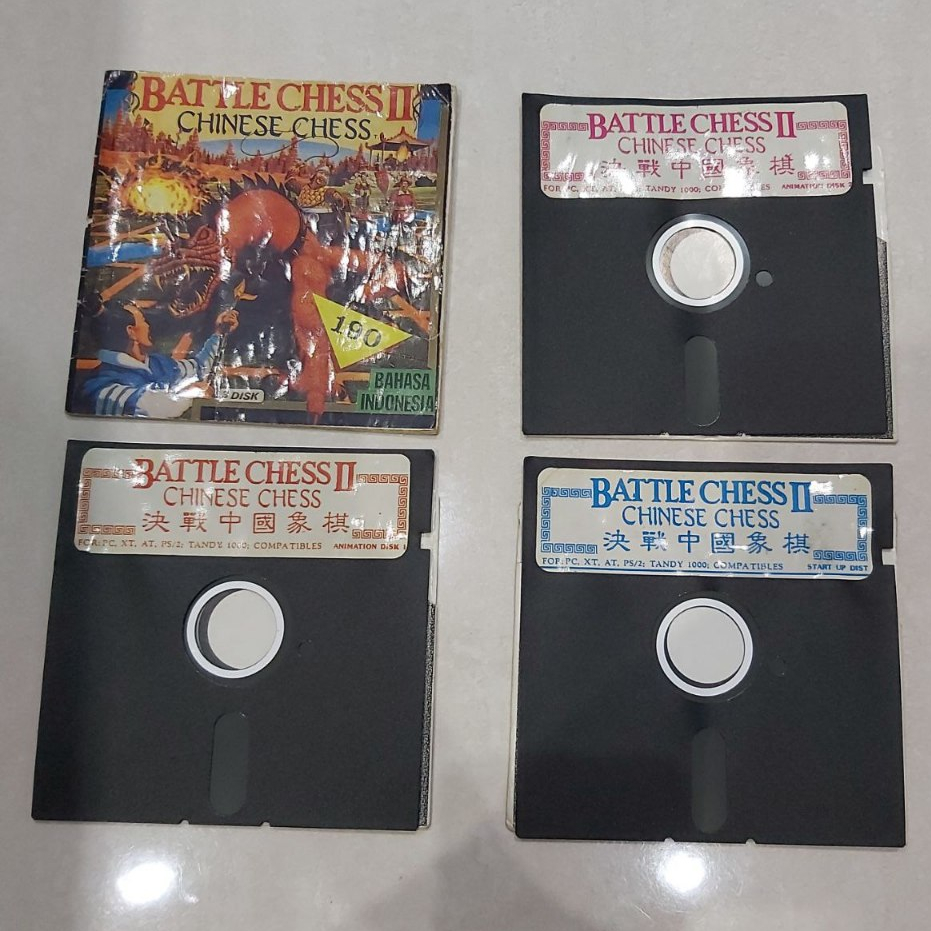 BATTLE CHESS II
CHINESE CHESS
190
DISK
BAHASA
INDONESIA
BATTLE CHESS II
CHINESE CHESS
決戰中國象棋
FOR PC, XT, AT, TANDY 1000; COMPATIBLES ANIMATION DISK
BATTLE CHESS II
CHINESE CHESS
決戰中國象棋
FOR PC, XT, AT, PS/2; TANDY 1000; COMPATIBLES ANIMATION DISK 1
BATTLE CHESS II
CHINESE CHESS
決戰中國象棋
FOR PC, XT, AT, PS/2; TANDY 1000; COMPATIBLES START UP DIST